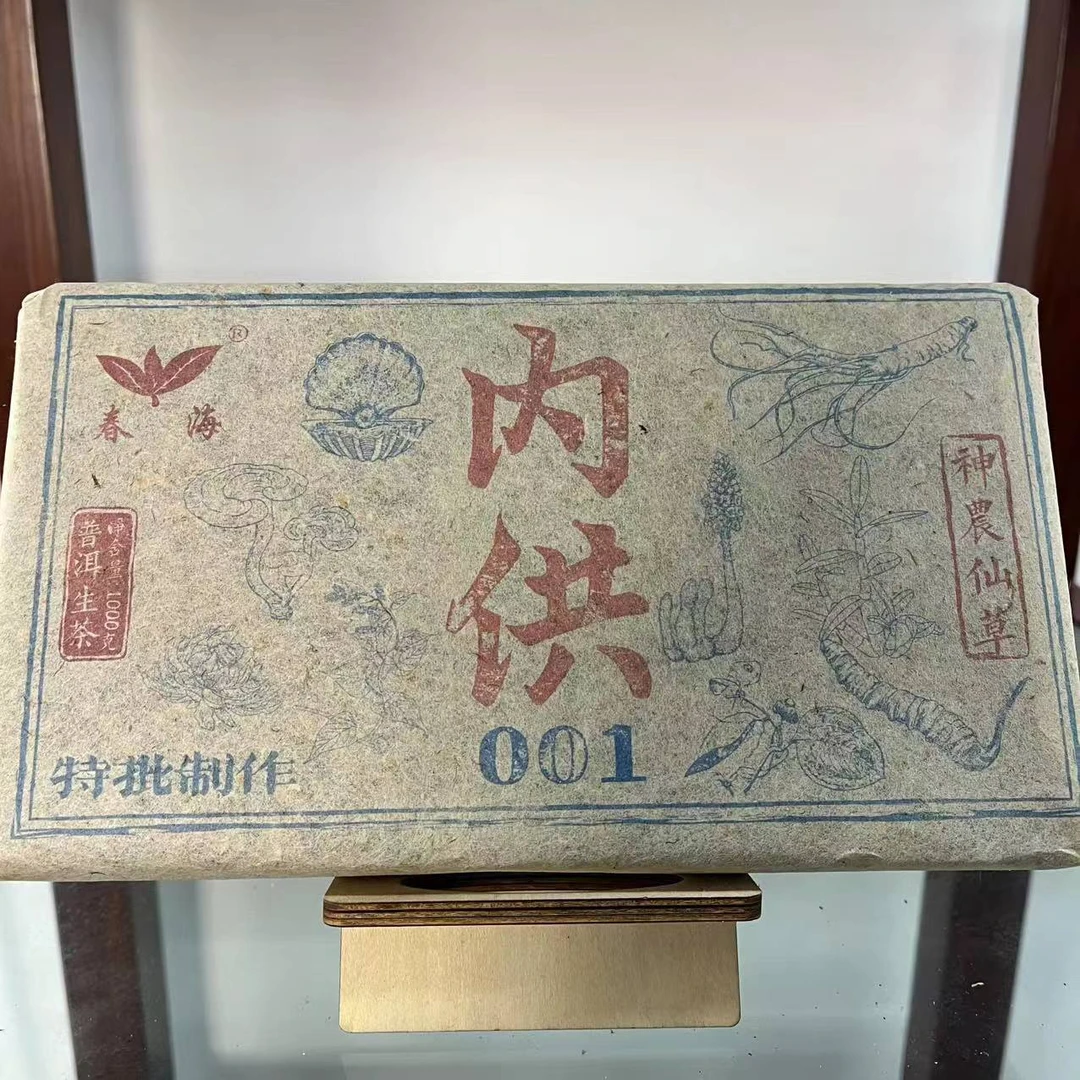 春海
®
内供
001
神農仙草
净含量：1000克
普洱生茶
特批制作